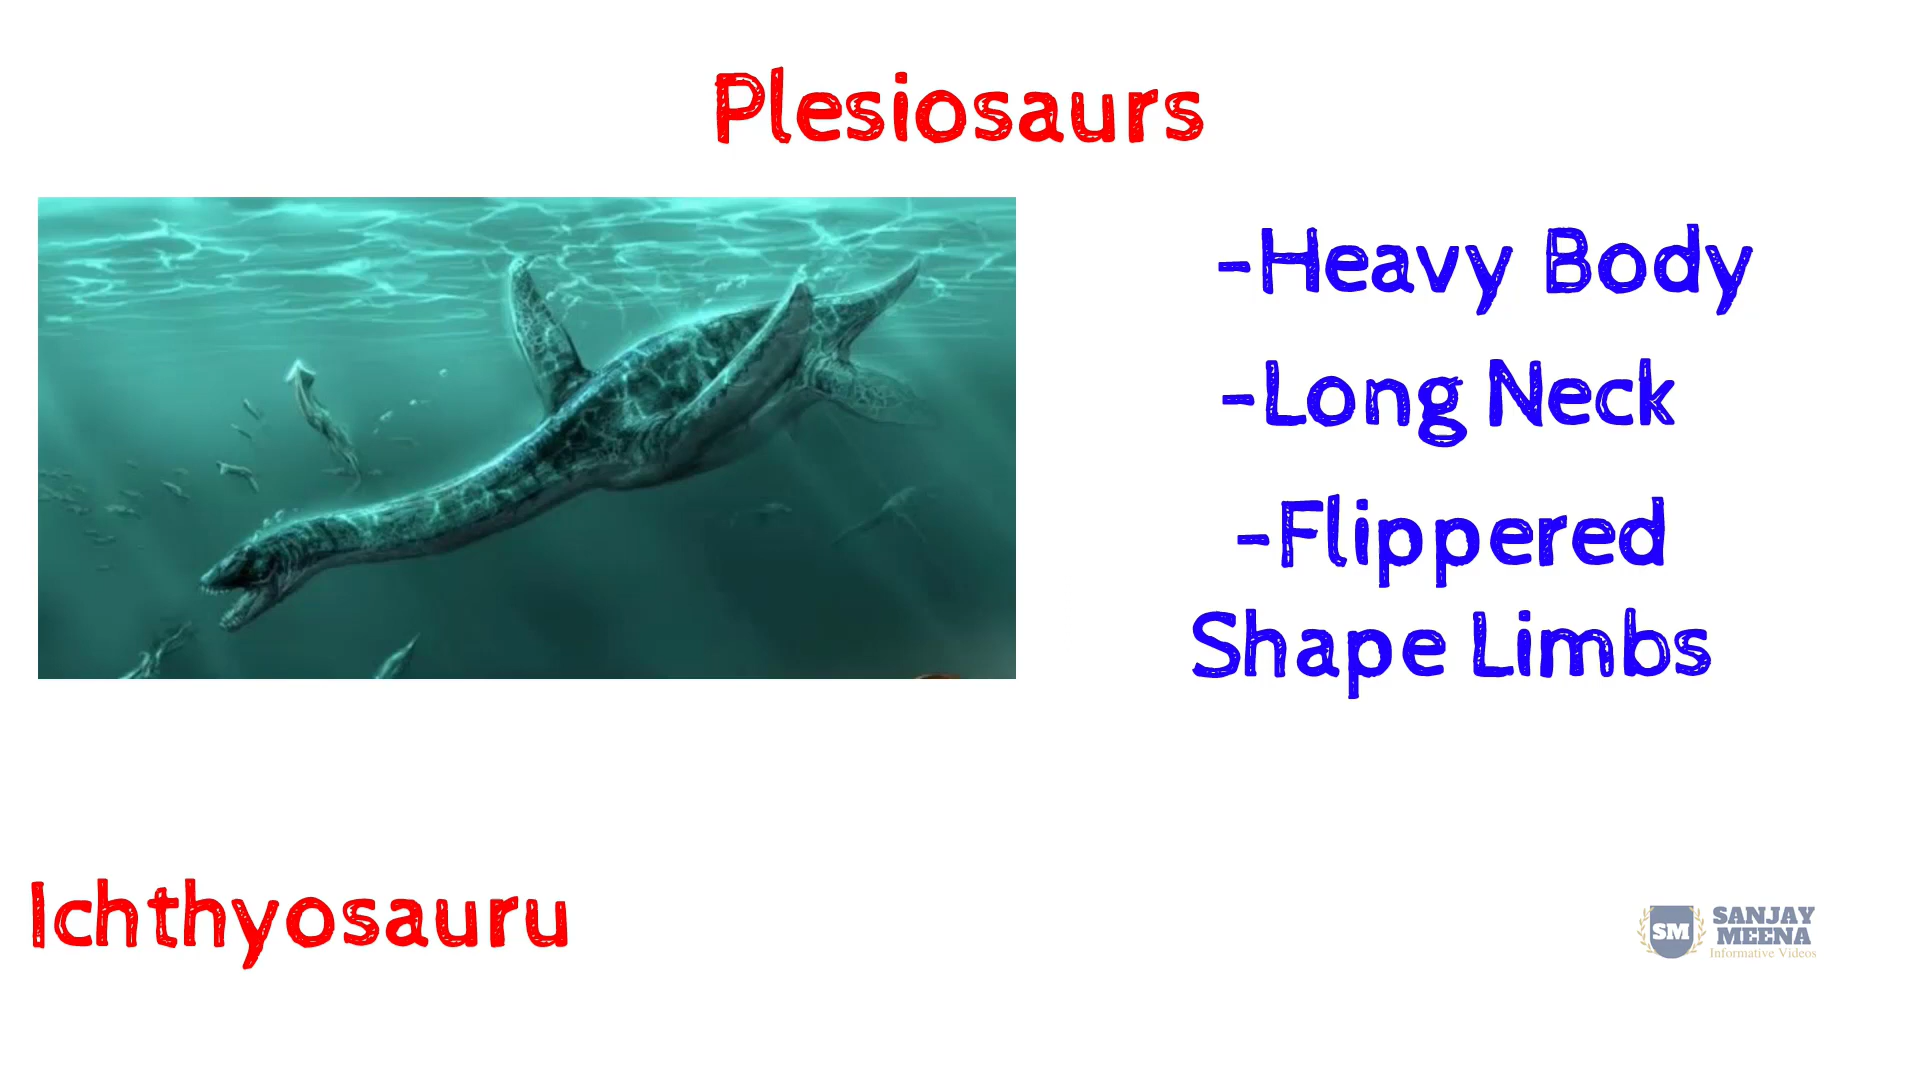 Plesiosaurs
-Heavy Body
-Long Neck
-Flippered
Shape Limbs
Ichthyosauru
SM
SANJAY
MEENA
Informative Videos